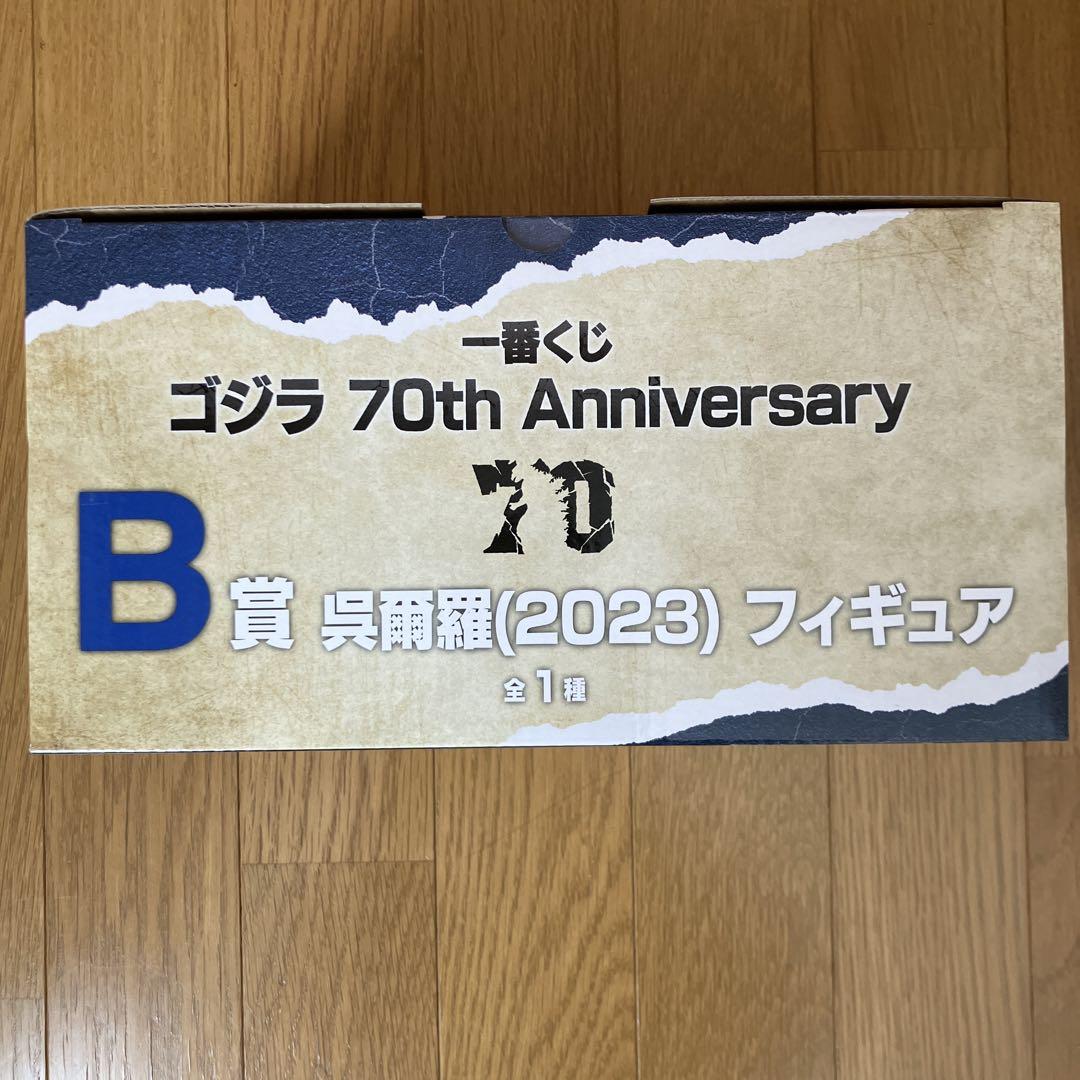 一番くじ
ゴジラ 70th Anniversary
70
B賞 呉爾羅(2023) フィギュア
全1種